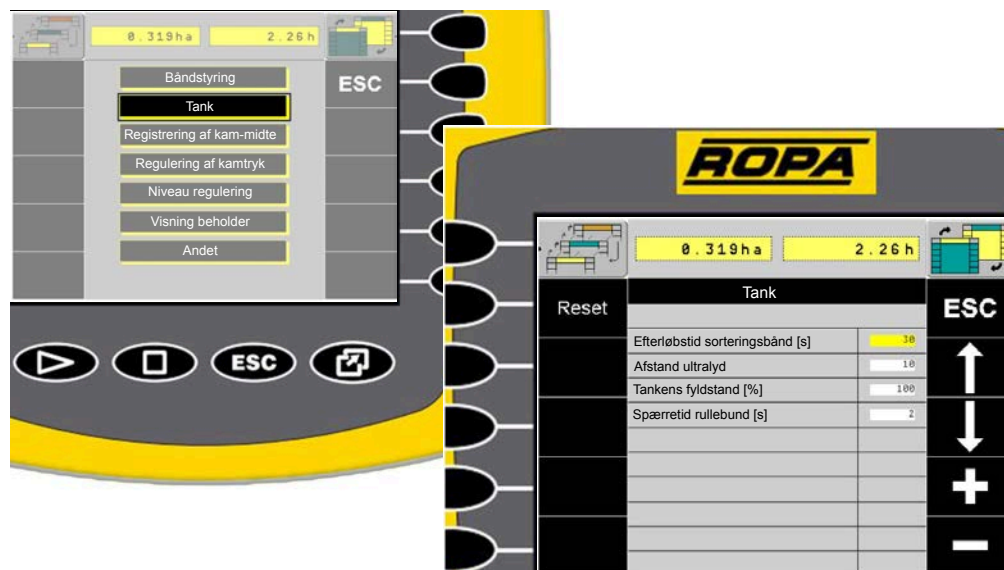 0.319ha 2.26h
Båndstyring
ESC
Tank
Registrering af kam-midte
Regulering af kamtryk
Niveau regulering
Visning beholder
Andet
ESC
ROPA
0.319ha 2.26h
Tank
Reset
ESC
Efterløbstid sorteringsbånd [s] 30
Afstand ultralyd 10
Tankens fyldstand [%] 100
Spærretid rullebund [s] 2